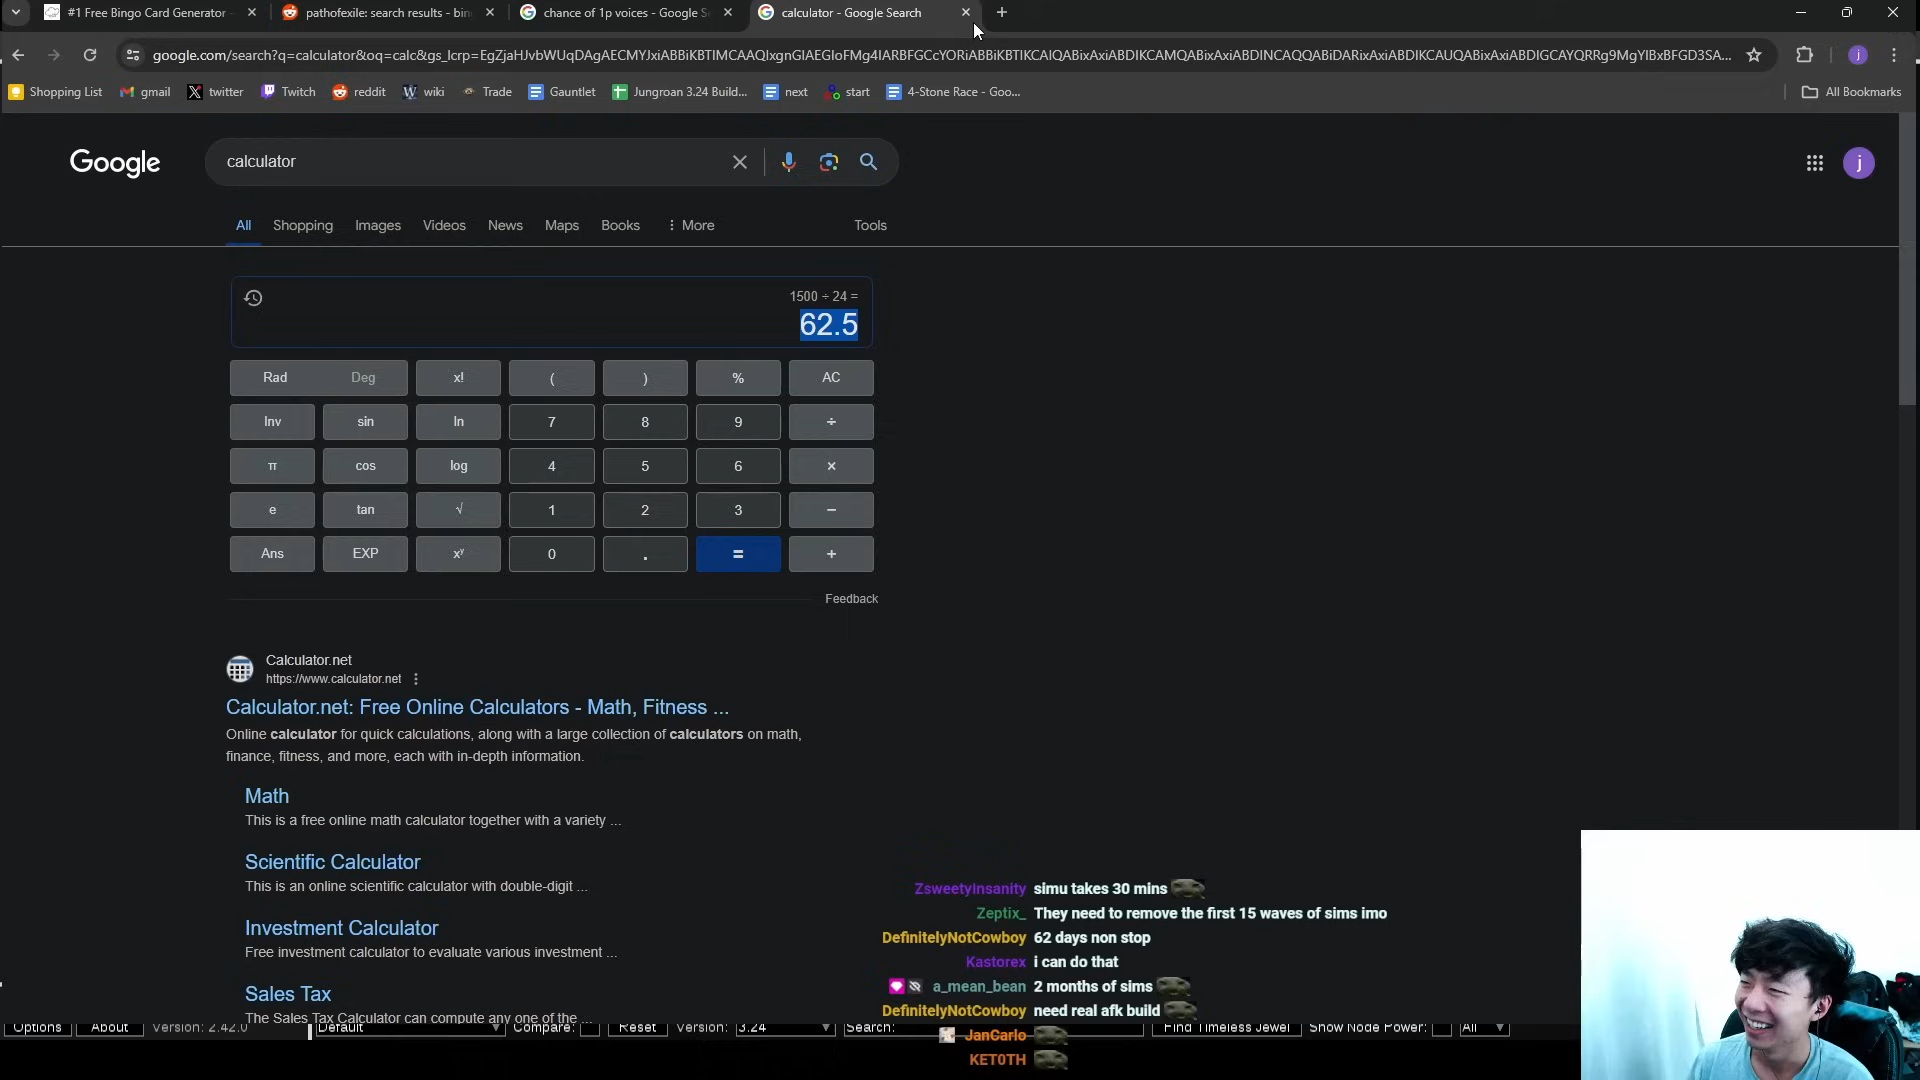 #1 Free Bingo Card Generator
pathofexile: search results - bin
chance of 1p voices - Google S
calculator - Google Search
google.com/search?q=calculator&oq=calc&gs_lcrp=
Shopping List
gmail
twitter
Twitch
reddit
wiki
Trade
Gauntlet
Jungroan 3.24 Build...
next
start
4-Stone Race - Goo...
All Bookmarks
Google
calculator
j
All
Shopping
Images
Videos
News
Maps
Books
More
Tools
1500 ÷ 24 =
62.5
Rad Deg x! ( ) % AC
Inv sin ln 7 8 9 ÷
π cos log 4 5 6 ×
e tan √ 1 2 3 −
Ans EXP xʸ 0 . = +
Feedback
Calculator.net
https://www.calculator.net
Calculator.net: Free Online Calculators - Math, Fitness ...
Online calculator for quick calculations, along with a large collection of calculators on math,
finance, fitness, and more, each with in-depth information.
Math
This is a free online math calculator together with a variety ...
Scientific Calculator
This is an online scientific calculator with double-digit ...
Investment Calculator
Free investment calculator to evaluate various investment ...
Sales Tax
The Sales Tax Calculator can compute any one of the ...
ZsweetyInsanity simu takes 30 mins
Zeptix_ They need to remove the first 15 waves of sims imo
DefinitelyNotCowboy 62 days non stop
Kastorex i can do that
a_mean_bean 2 months of sims
DefinitelyNotCowboy need real afk build
JanCarlo
KET0TH
Options About Version: 2.42.0 Default Compare: Reset Version: 3.24 Search: Find Timeless Jewel Show Node Power: All